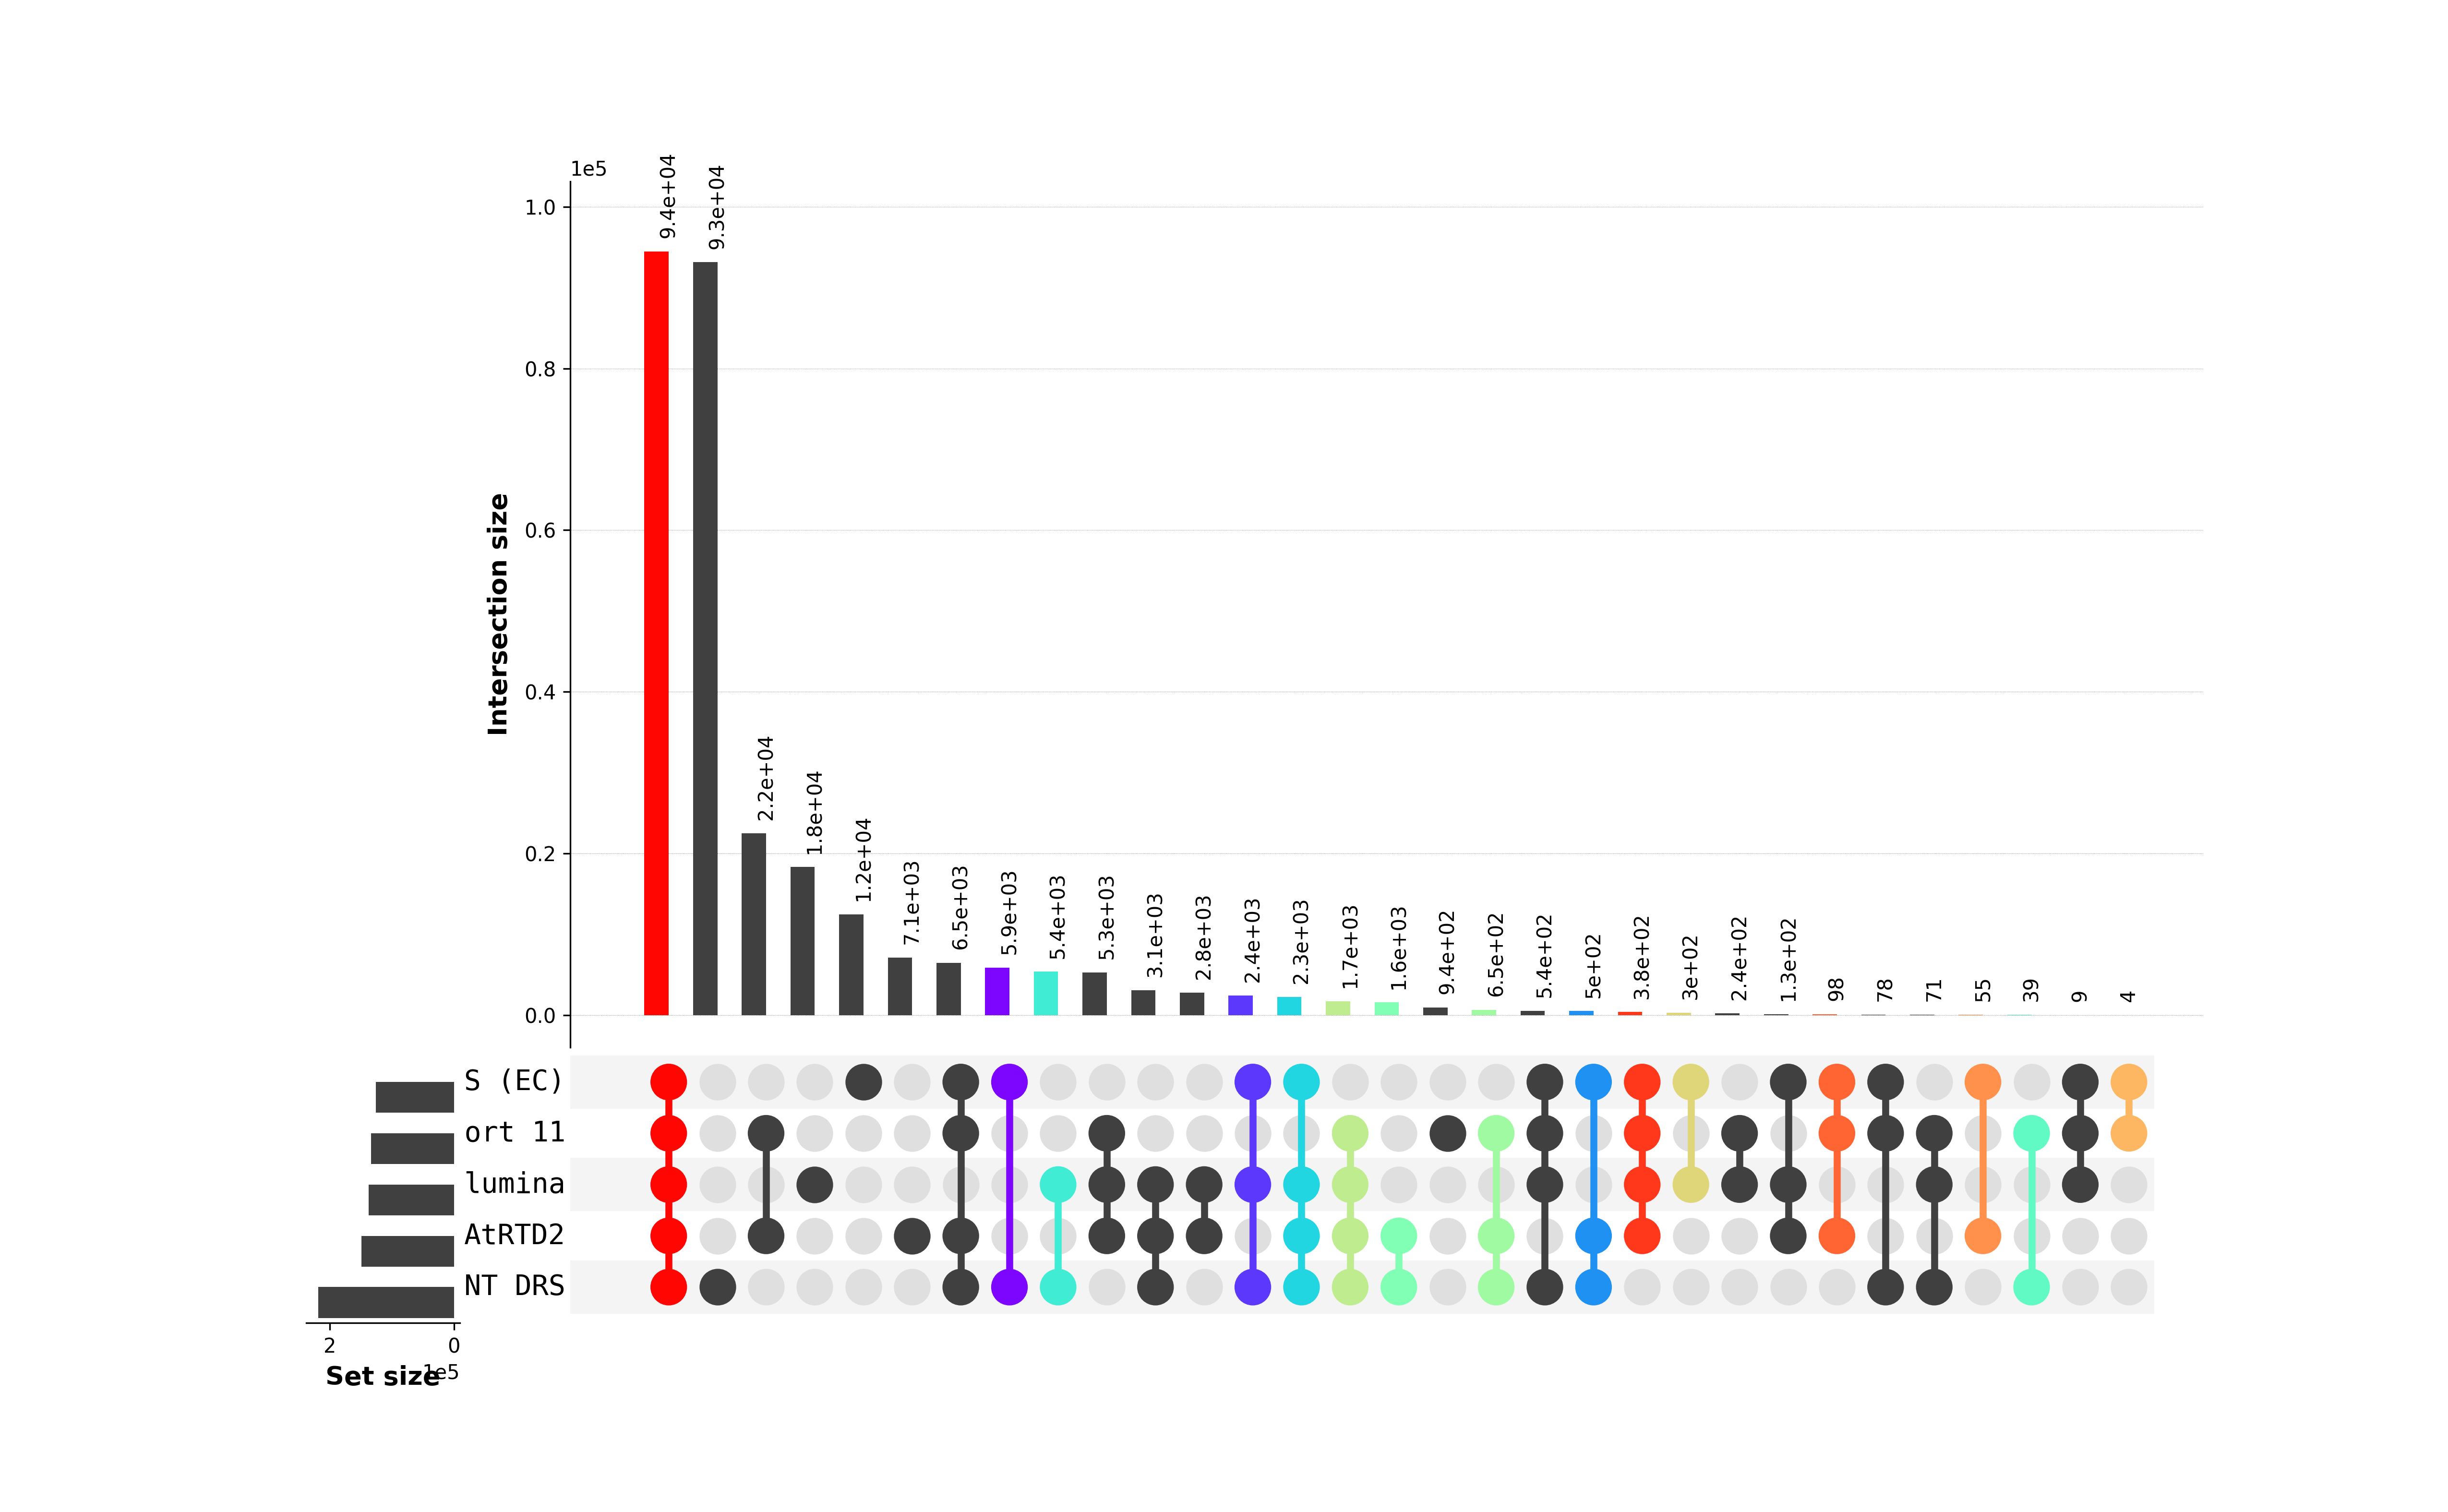 1e5
1.0
0.8
0.6
0.4
0.2
0.0
Intersection size
9.4e+04
9.3e+04
2.2e+04
1.8e+04
1.2e+04
7.1e+03
6.5e+03
5.9e+03
5.4e+03
5.3e+03
3.1e+03
2.8e+03
2.4e+03
2.3e+03
1.7e+03
1.6e+03
9.4e+02
6.5e+02
5.4e+02
5e+02
3.8e+02
3e+02
2.4e+02
1.3e+02
98
78
71
55
39
9
4
S (EC)
ort 11
lumina
AtRTD2
NT DRS
2 0
1e5
Set size